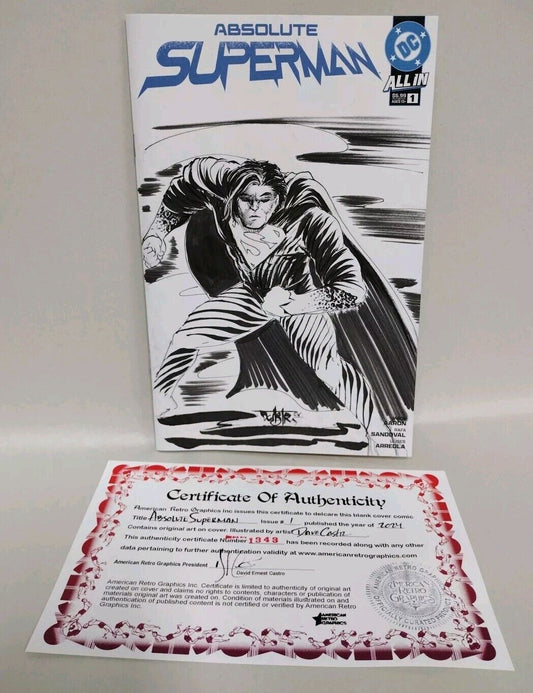 ABSOLUTE
SUPERMAN
DC
ALL IN
$5.99
1
AARON
RAFA
SANDOVAL
ULISES
ARREOLA
Certificate Of Authenticity
American Retro Graphics Inc issues this certificate to delcare this blank cover comic
Title Absolute Superman Issue # 1 published the year of 2024
Contains original art on cover. Illustrated by artist Dave Castr
This authenticity certificate Number 1343 has been recorded along with any other
data pertaining to further authentication validity at www.americanretrographics.com
American Retro Graphics President
David Ernest Castro
American Retro Graphics Inc. Certificate is limited to authenticity of original art
created on cover and claims no rights to contents, characters or publication of
materials original art was created on. Condition of materials illustrated on and
authentication of published content is not certified or verified by American Retro
Graphics Inc.
AMERICAN
RETRO
GRAPHICS
AMERICAN
RETRO
GRAPHICS